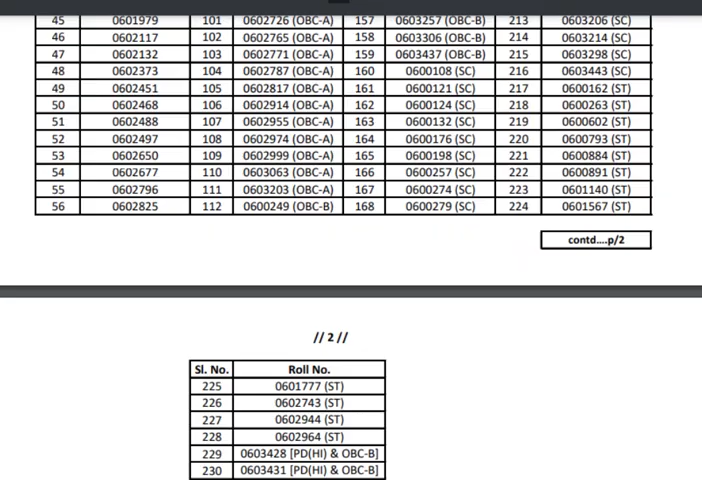 45 0601979 101 0602726 (OBC-A) 157 0603257 (OBC-B) 213 0603206 (SC)
46 0602117 102 0602765 (OBC-A) 158 0603306 (OBC-B) 214 0603214 (SC)
47 0602132 103 0602771 (OBC-A) 159 0603437 (OBC-B) 215 0603298 (SC)
48 0602373 104 0602787 (OBC-A) 160 0600108 (SC) 216 0603443 (SC)
49 0602451 105 0602817 (OBC-A) 161 0600121 (SC) 217 0600162 (ST)
50 0602468 106 0602914 (OBC-A) 162 0600124 (SC) 218 0600263 (ST)
51 0602488 107 0602955 (OBC-A) 163 0600132 (SC) 219 0600602 (ST)
52 0602497 108 0602974 (OBC-A) 164 0600176 (SC) 220 0600793 (ST)
53 0602650 109 0602999 (OBC-A) 165 0600198 (SC) 221 0600884 (ST)
54 0602677 110 0603063 (OBC-A) 166 0600257 (SC) 222 0600891 (ST)
55 0602796 111 0603203 (OBC-A) 167 0600274 (SC) 223 0601140 (ST)
56 0602825 112 0600249 (OBC-B) 168 0600279 (SC) 224 0601567 (ST)
contd....p/2
// 2 //
Sl. No. Roll No.
225 0601777 (ST)
226 0602743 (ST)
227 0602944 (ST)
228 0602964 (ST)
229 0603428 [PD(HI) & OBC-B]
230 0603431 [PD(HI) & OBC-B]